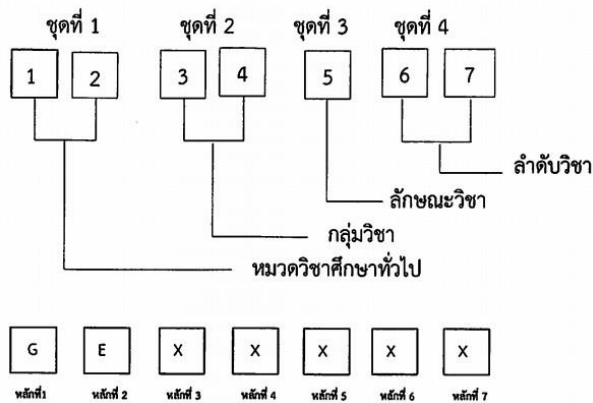 ชุดที่ 1 ชุดที่ 2 ชุดที่ 3 ชุดที่ 4
1 2 3 4 5 6 7
ลำดับวิชา
ลักษณะวิชา
กลุ่มวิชา
หมวดวิชาศึกษาทั่วไป
G E X X X X X
หลักที่1 หลักที่ 2 หลักที่ 3 หลักที่ 4 หลักที่ 5 หลักที่ 6 หลักที่ 7